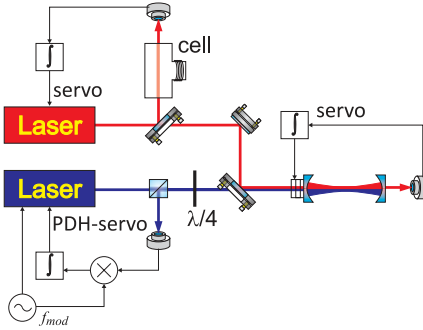 cell
∫
servo
Laser
servo
∫
Laser
λ/4
PDH-servo
∫
f_mod